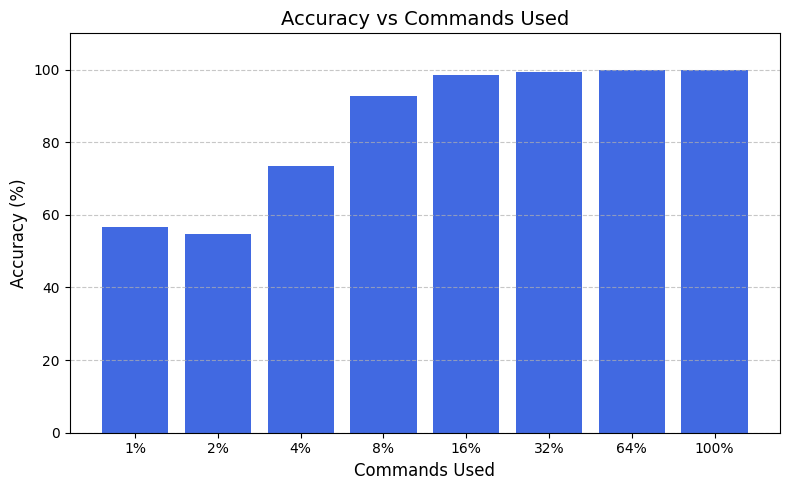 Accuracy vs Commands Used
Accuracy (%)
100
80
60
40
20
0
1% 2% 4% 8% 16% 32% 64% 100%
Commands Used